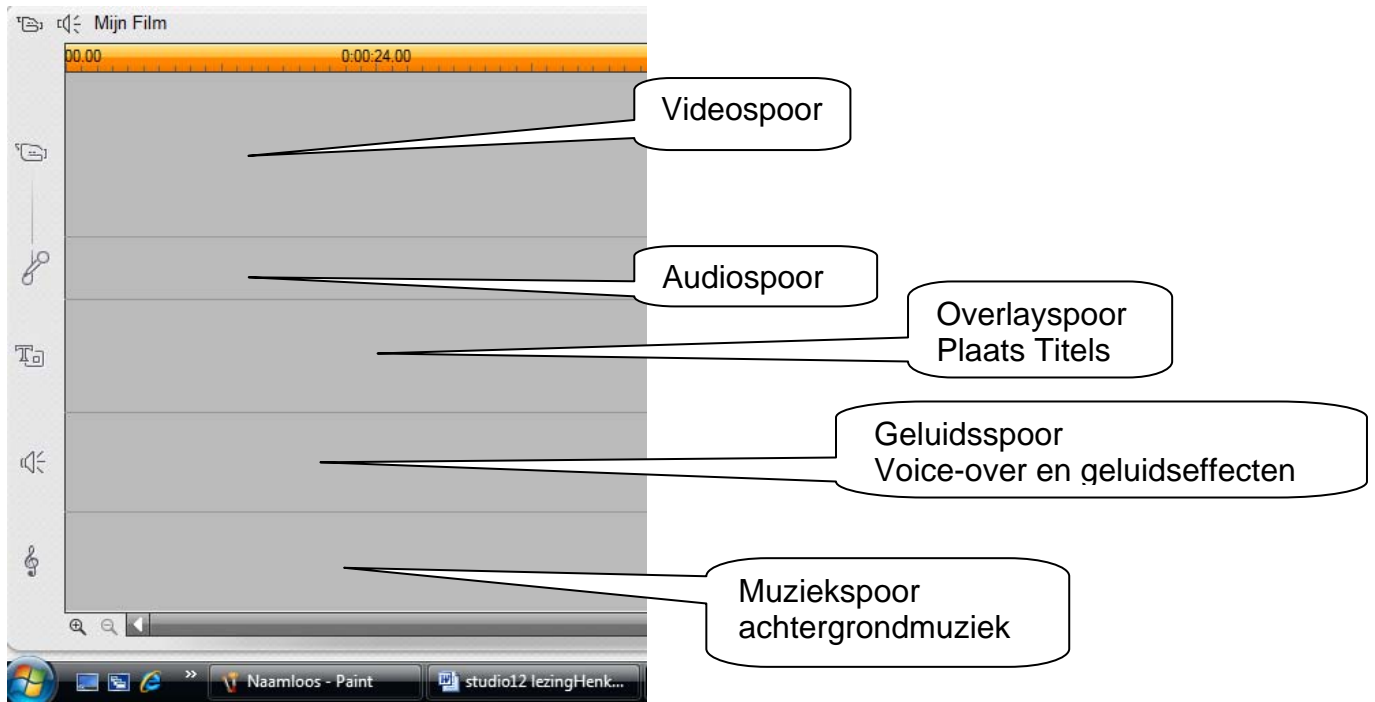 Mijn Film
00.00 0:00:24.00
Videospoor
Audiospoor
Overlayspoor
Plaats Titels
Geluidsspoor
Voice-over en geluidseffecten
Muziekspoor
achtergrondmuziek
Naamloos - Paint
studio12 lezingHenk...